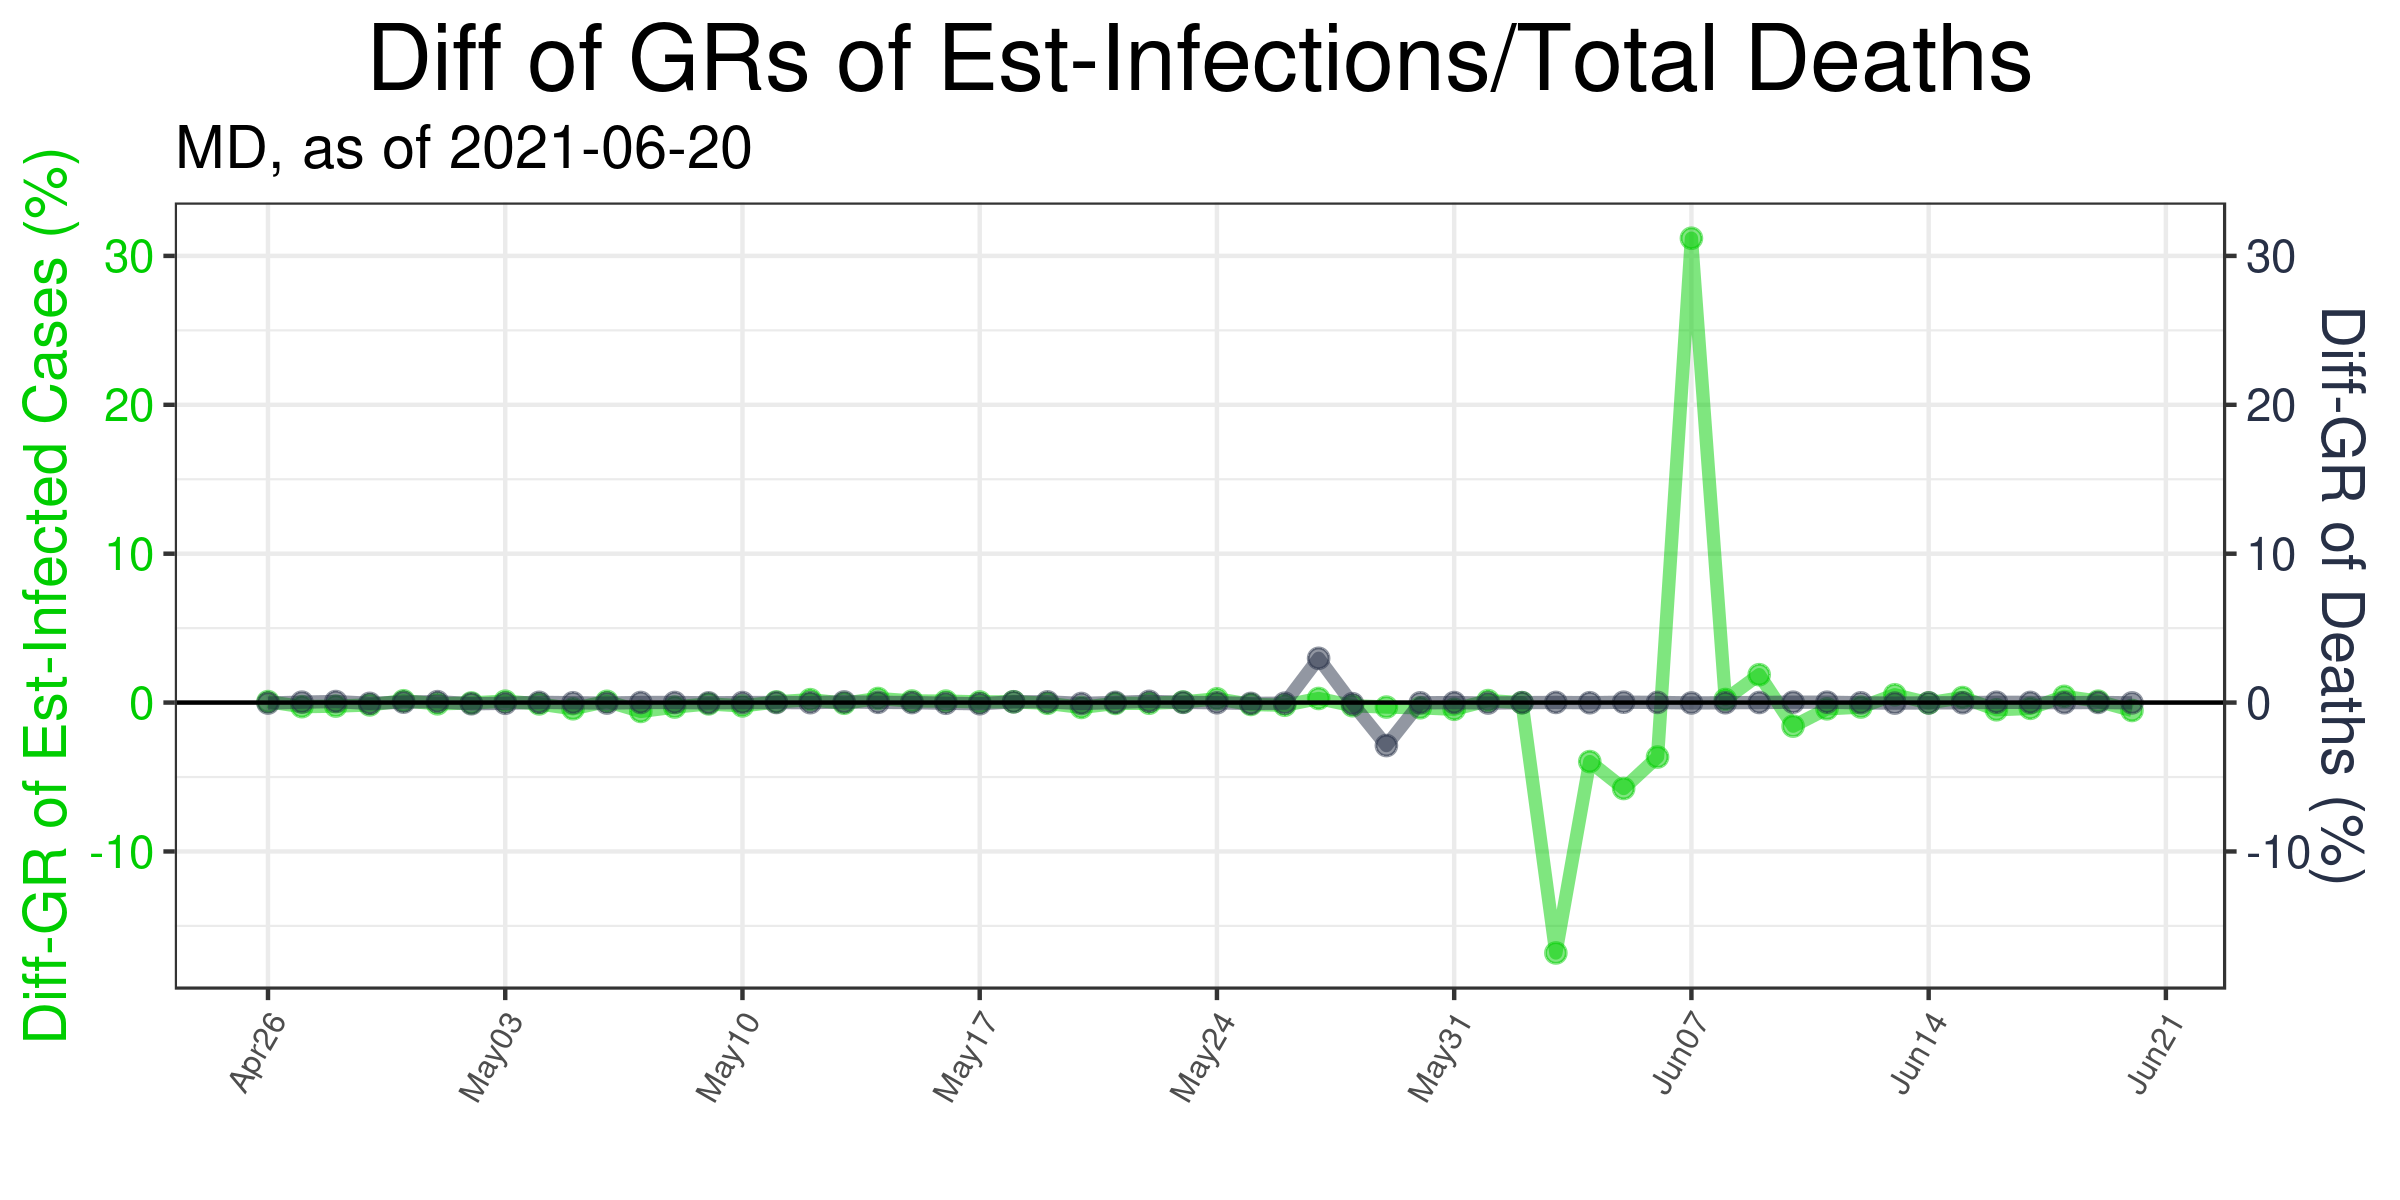 Diff of GRs of Est-Infections/Total Deaths
MD, as of 2021-06-20
Diff-GR of Est-Infected Cases (%)
30
20
10
0
-10
30
20
10
0
-10
Diff-GR of Deaths (%)
Apr26
May03
May10
May17
May24
May31
Jun07
Jun14
Jun21